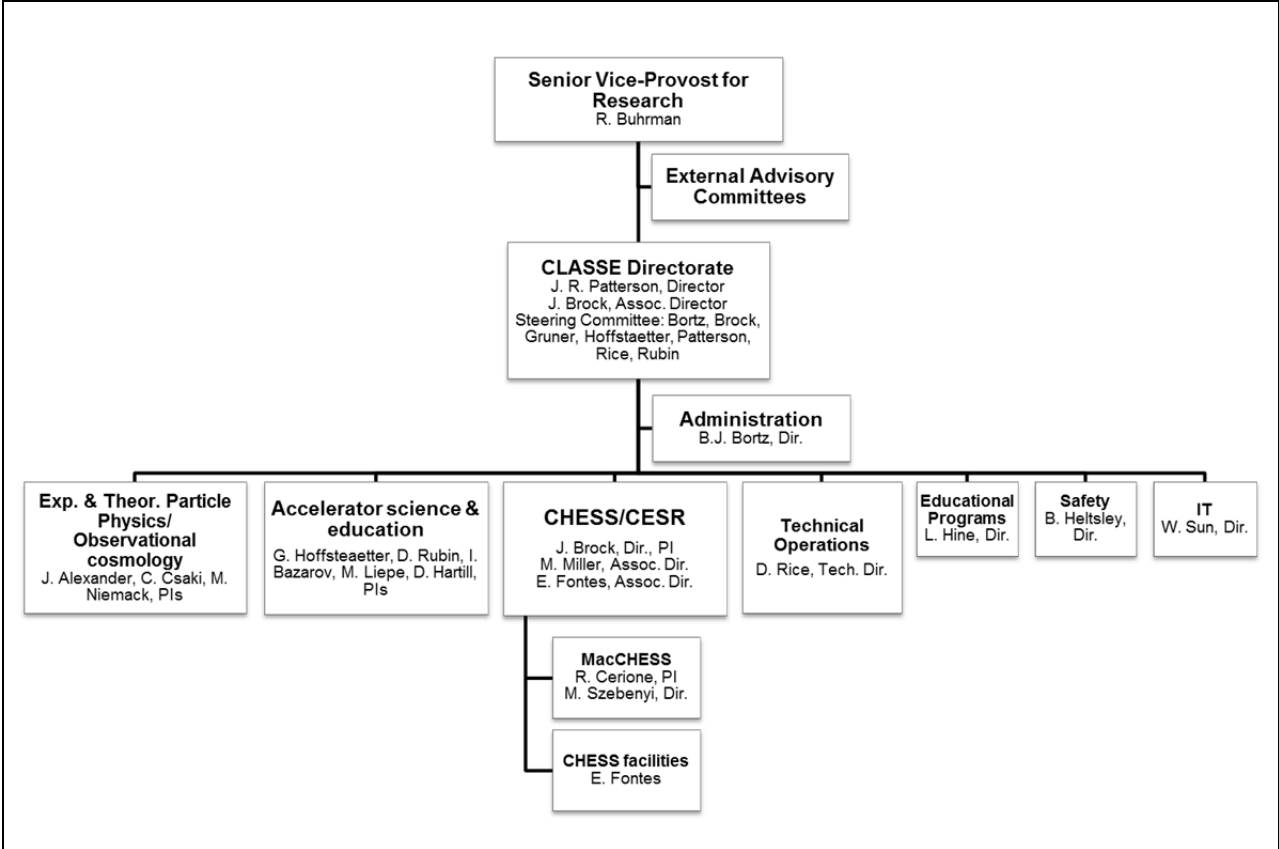 Senior Vice-Provost for
Research
R. Buhrman
External Advisory
Committees
CLASSE Directorate
J. R. Patterson, Director
J. Brock, Assoc. Director
Steering Committee: Bortz, Brock,
Gruner, Hoffstaetter, Patterson,
Rice, Rubin
Administration
B.J. Bortz, Dir.
Exp. & Theor. Particle
Physics/
Observational
cosmology
J. Alexander, C. Csaki, M.
Niemack, PIs
Accelerator science &
education
G. Hoffsteaetter, D. Rubin, I.
Bazarov, M. Liepe, D. Hartill,
PIs
CHESS/CESR
J. Brock, Dir., PI
M. Miller, Assoc. Dir.
E. Fontes, Assoc. Dir.
Technical
Operations
D. Rice, Tech. Dir.
Educational
Programs
L. Hine, Dir.
Safety
B. Heltsley,
Dir.
IT
W. Sun, Dir.
MacCHESS
R. Cerione, PI
M. Szebenyi, Dir.
CHESS facilities
E. Fontes